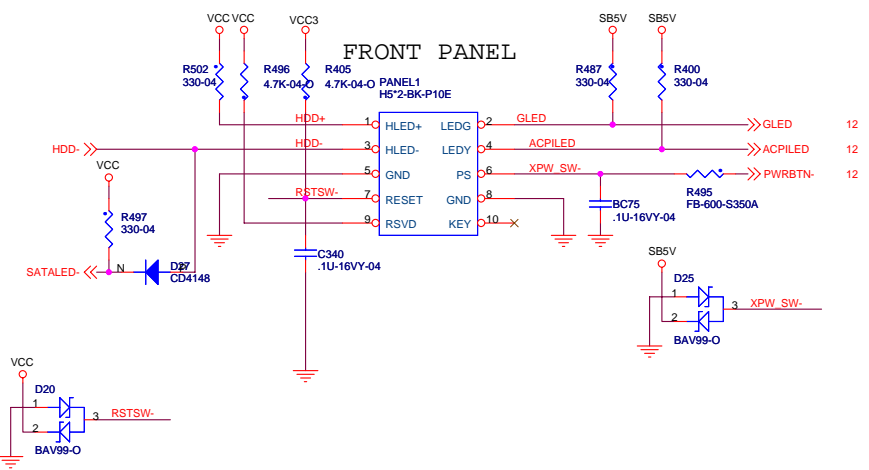 VCC VCC VCC3 SB5V SB5V
FRONT PANEL
R502 330-04
R496 4.7K-04-O
R405 4.7K-04-O
PANEL1
H5*2-BK-P10E
R487 330-04
R400 330-04
HDD+ 1 HLED+ LEDG 2 GLED GLED 12
HDD- HDD- 3 HLED- LEDY 4 ACPILED ACPILED 12
5 GND PS 6 XPW_SW- PWRBTN- 12
RSTSW- 7 RESET GND 8
9 RSVD KEY 10
R495
FB-600-S350A
BC75
.1U-16VY-04
VCC
R497
330-04
SATALED- N D27
CD4148
C340
.1U-16VY-04
SB5V
D25
1
2
3 XPW_SW-
BAV99-O
VCC
D20
1
2
3 RSTSW-
BAV99-O